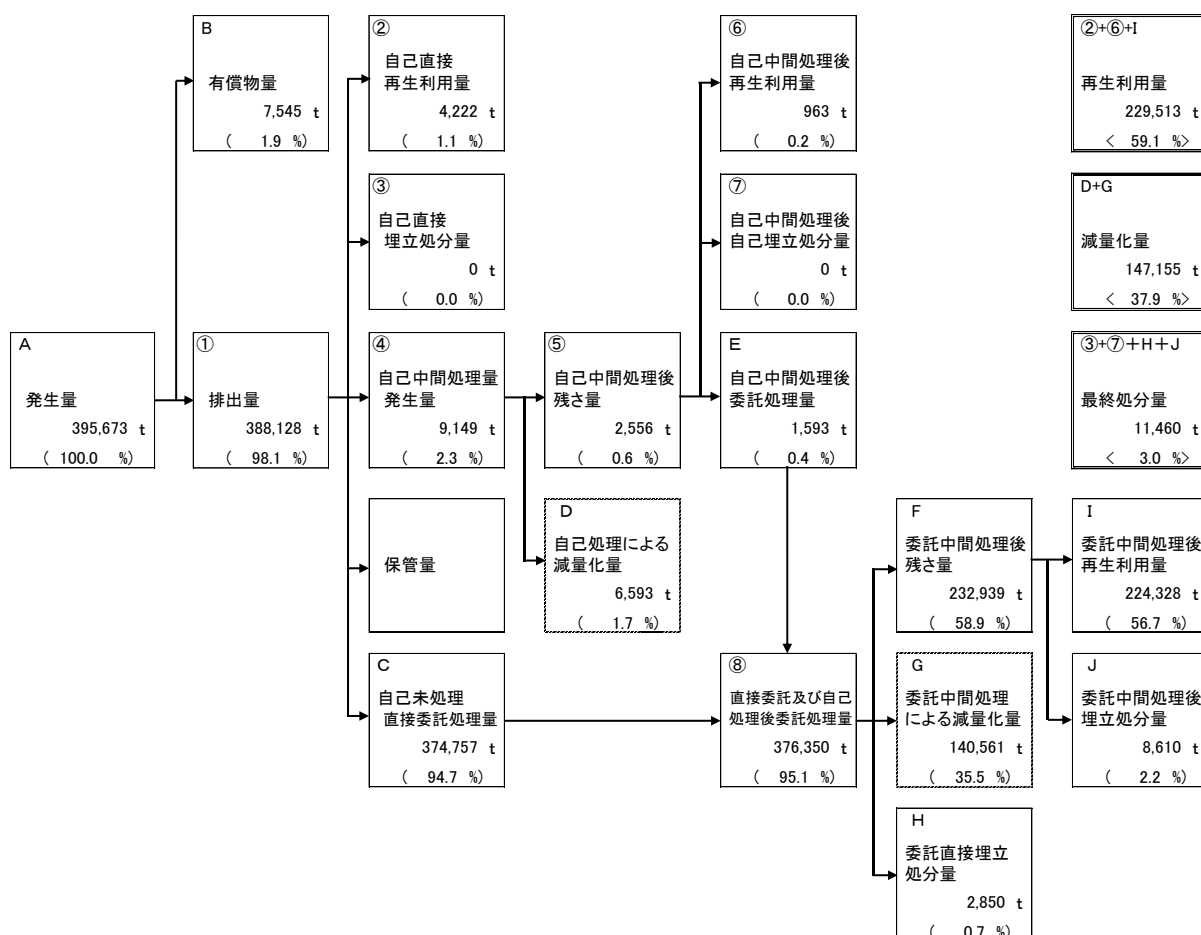 B
有償物量
7,545 t
( 1.9 %)
②
自己直接
再生利用量
4,222 t
( 1.1 %)
⑥
自己中間処理後
再生利用量
963 t
( 0.2 %)
②+⑥+I
再生利用量
229,513 t
< 59.1 %>
③
自己直接
埋立処分量
0 t
( 0.0 %)
⑦
自己中間処理後
自己埋立処分量
0 t
( 0.0 %)
D+G
減量化量
147,155 t
< 37.9 %>
A
発生量
395,673 t
( 100.0 %)
①
排出量
388,128 t
( 98.1 %)
④
自己中間処理量
発生量
9,149 t
( 2.3 %)
⑤
自己中間処理後
残さ量
2,556 t
( 0.6 %)
E
自己中間処理後
委託処理量
1,593 t
( 0.4 %)
③+⑦+H+J
最終処分量
11,460 t
< 3.0 %>
保管量
D
自己処理による
減量化量
6,593 t
( 1.7 %)
F
委託中間処理後
残さ量
232,939 t
( 58.9 %)
I
委託中間処理後
再生利用量
224,328 t
( 56.7 %)
C
自己未処理
直接委託処理量
374,757 t
( 94.7 %)
⑧
直接委託及び自己
処理後委託処理量
376,350 t
( 95.1 %)
G
委託中間処理
による減量化量
140,561 t
( 35.5 %)
J
委託中間処理後
埋立処分量
8,610 t
( 2.2 %)
H
委託直接埋立
処分量
2,850 t
( 0.7 %)